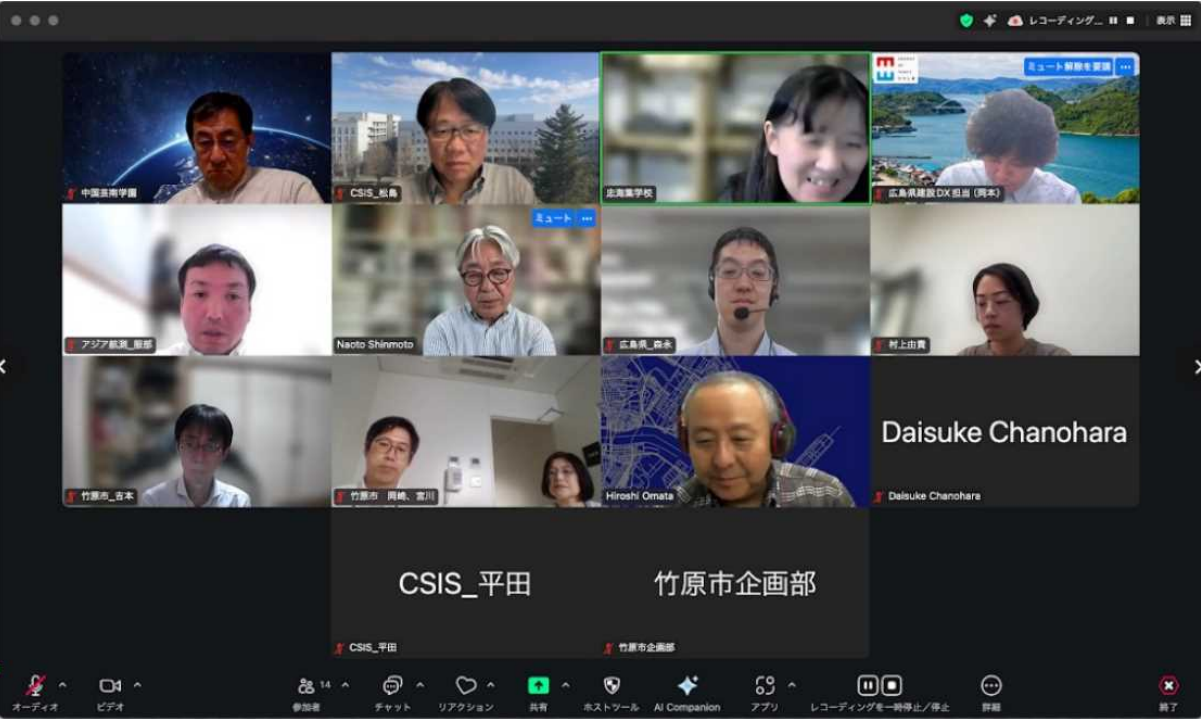 レコーディング...
表示
ミュート解除を要請 ...
中国芸南学園
CSIS_松島
忠海集学校
広島県建設DX担当（岡本）
ミュート ...
アジア航測_服部
Naoto Shinmoto
広島県_森永
村上由貴
竹原市_吉本
竹原市　岡崎、宮川
Hiroshi Omata
Daisuke Chanohara
Daisuke Chanohara
CSIS_平田
竹原市企画部
CSIS_平田
竹原市企画部
14
オーディオ
ビデオ
参加者
チャット
リアクション
共有
ホストツール
AI Companion
アプリ
レコーディングを一時停止／停止
詳細
終了